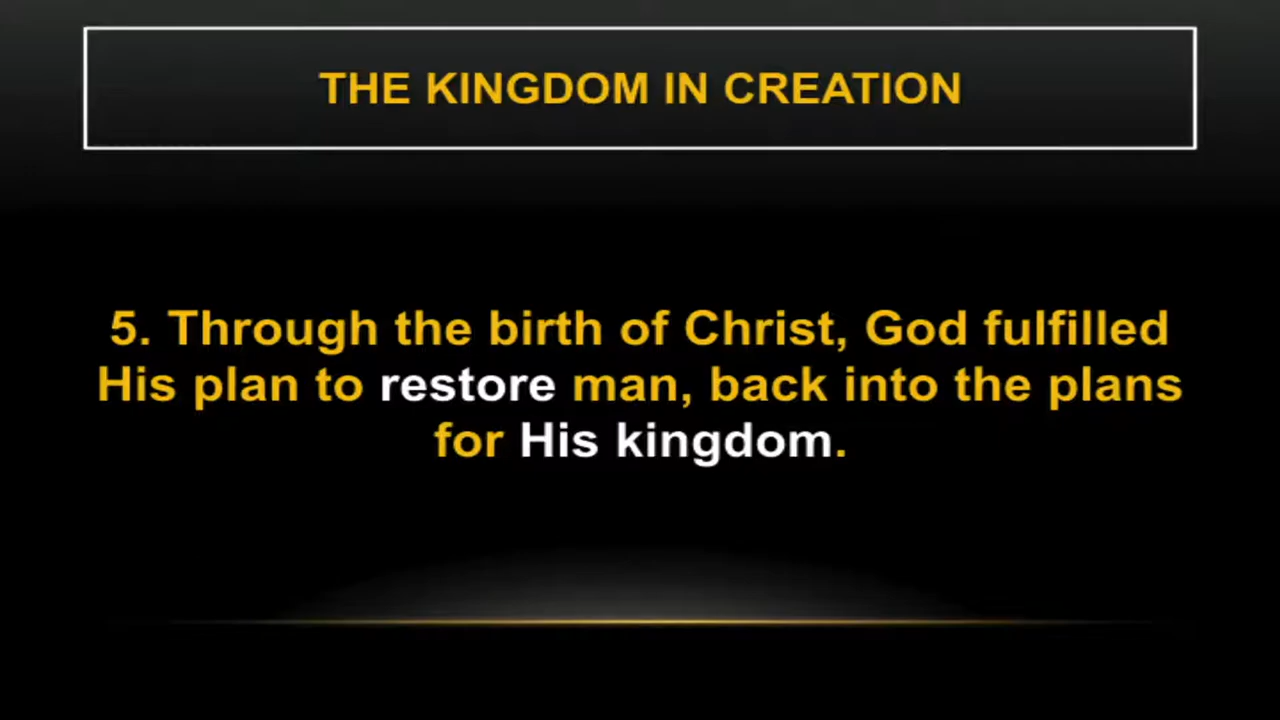 THE KINGDOM IN CREATION
5. Through the birth of Christ, God fulfilled
His plan to restore man, back into the plans
for His kingdom.